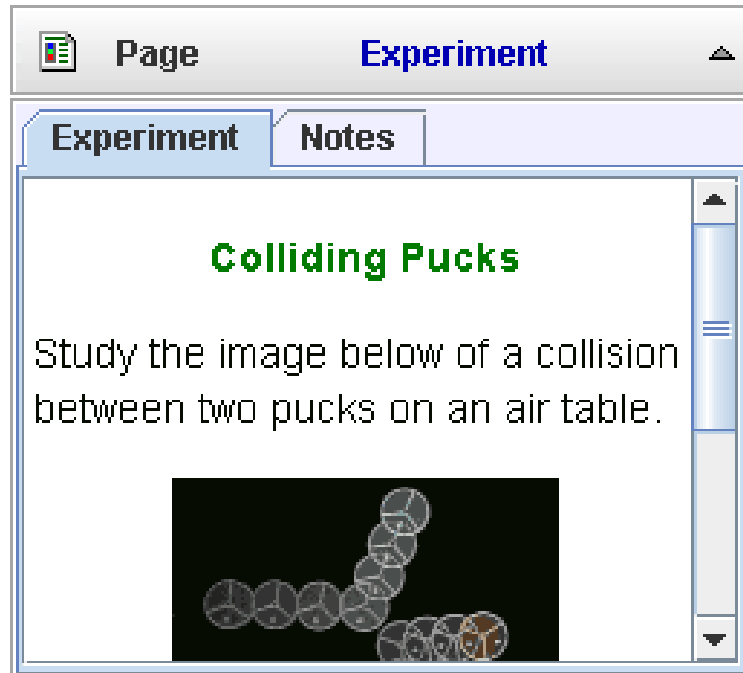 Page Experiment
Experiment Notes
Colliding Pucks
Study the image below of a collision
between two pucks on an air table.